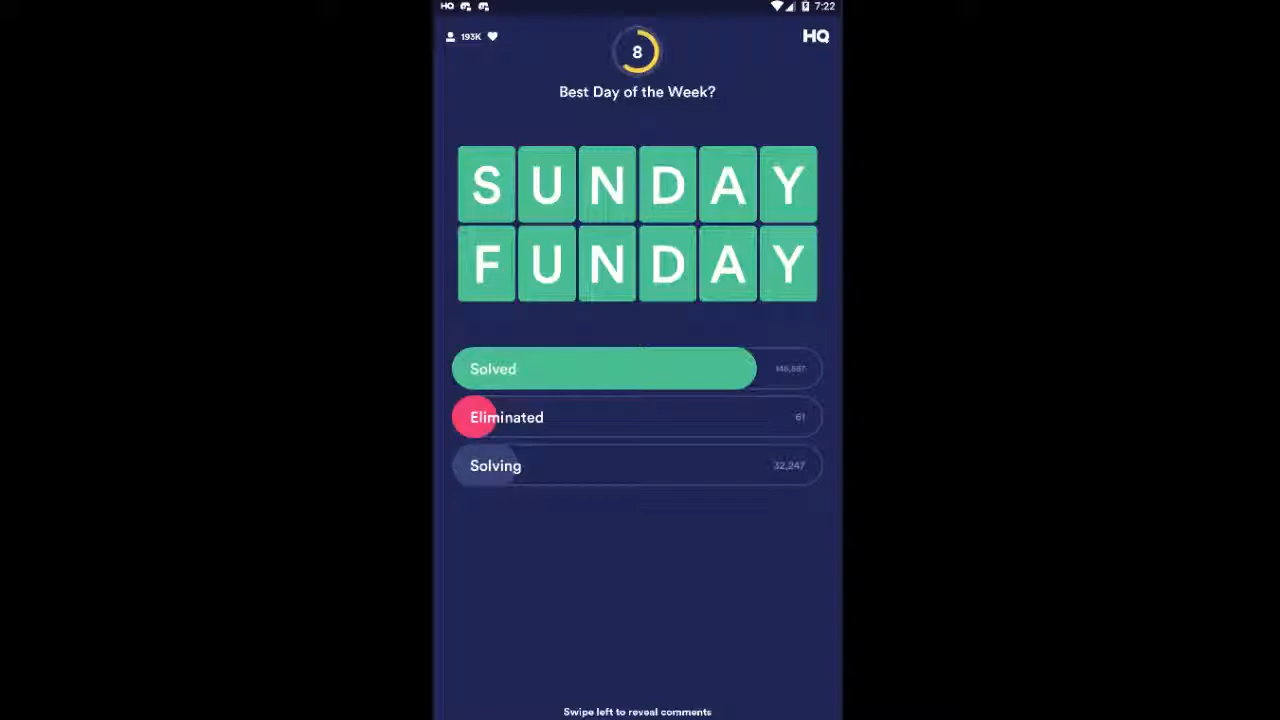 HQ 7:22
193K 8 HQ
Best Day of the Week?
SUNDAY
FUNDAY
Solved
Eliminated 61
Solving 32,247
Swipe left to reveal comments